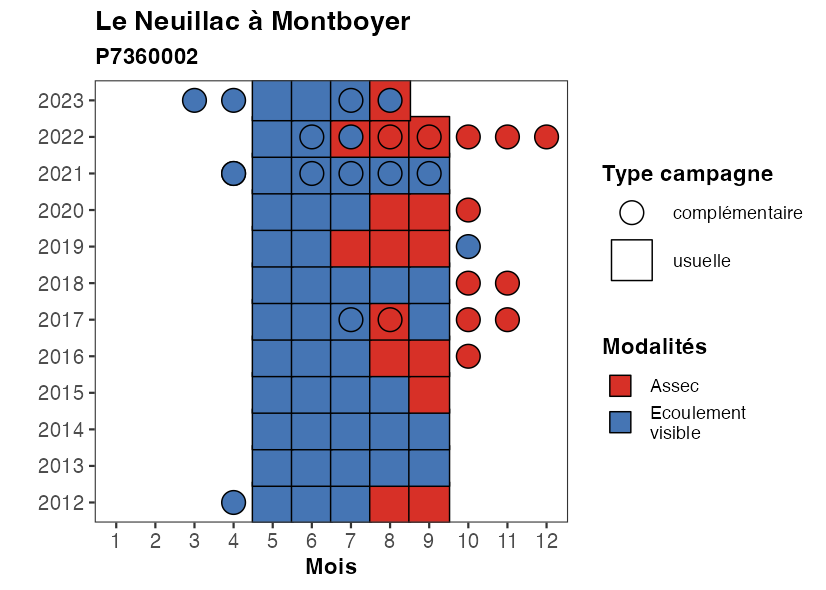 Le Neuillac à Montboyer
P7360002
2023
2022
2021
2020
2019
2018
2017
2016
2015
2014
2013
2012
1 2 3 4 5 6 7 8 9 10 11 12
Mois
Type campagne
complémentaire
usuelle
Modalités
Assec
Ecoulement
visible